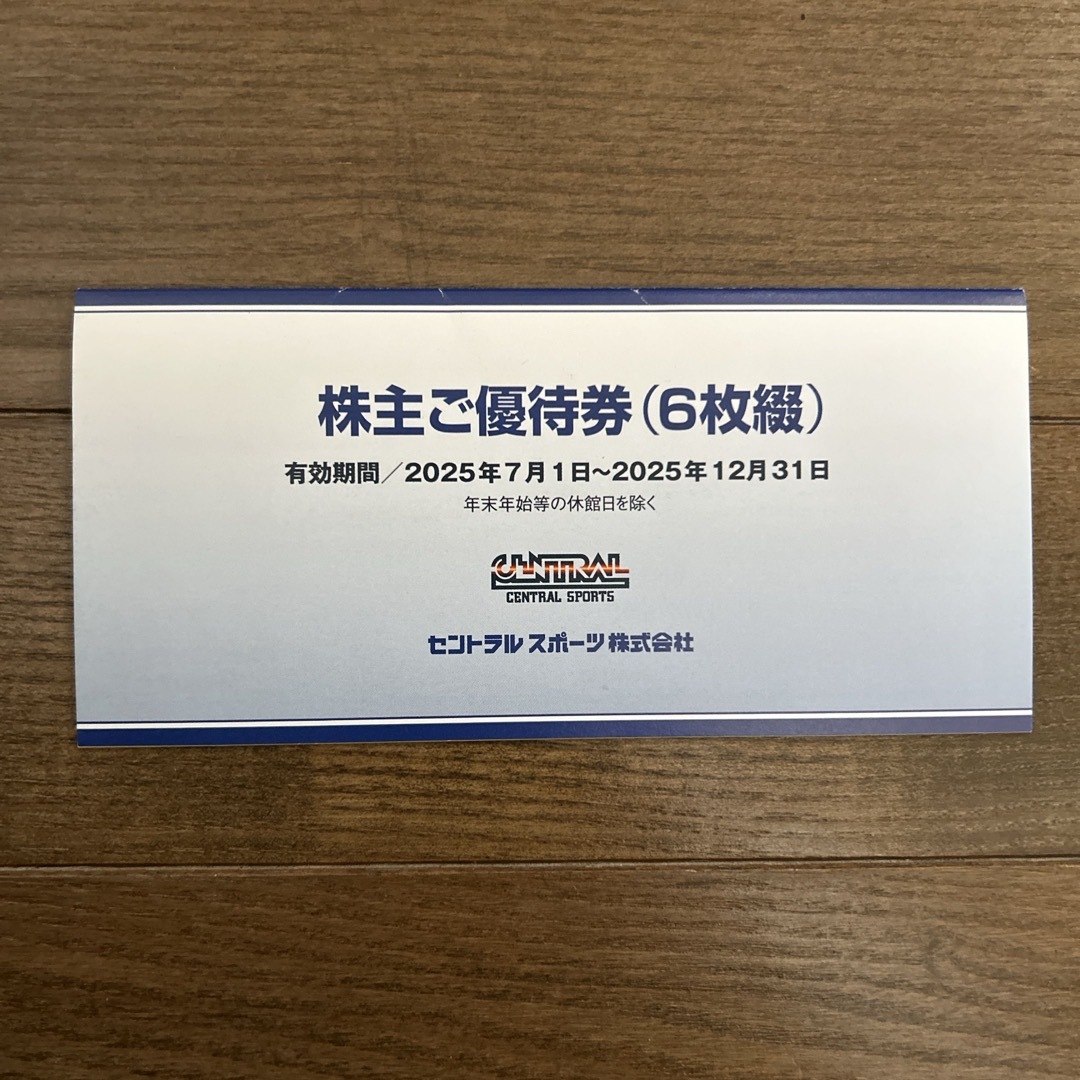 株主ご優待券（6枚綴）
有効期間／2025年7月1日～2025年12月31日
年末年始等の休館日を除く
CENTRAL
CENTRAL SPORTS
セントラルスポーツ株式会社